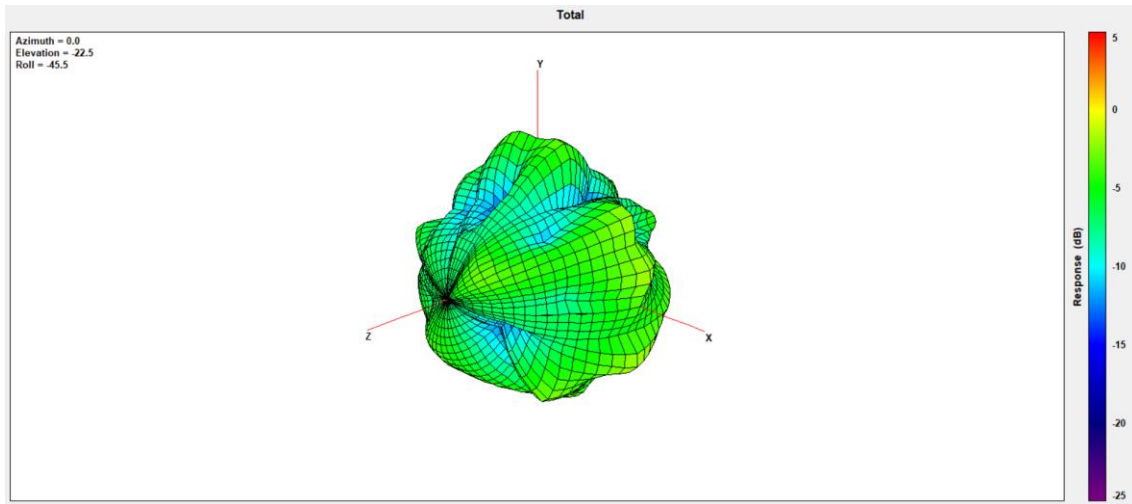 Total
Azimuth = 0.0
Elevation = -22.5
Roll = -45.5
Y
Z
X
5
0
-5
-10
-15
-20
-25
Response (dB)